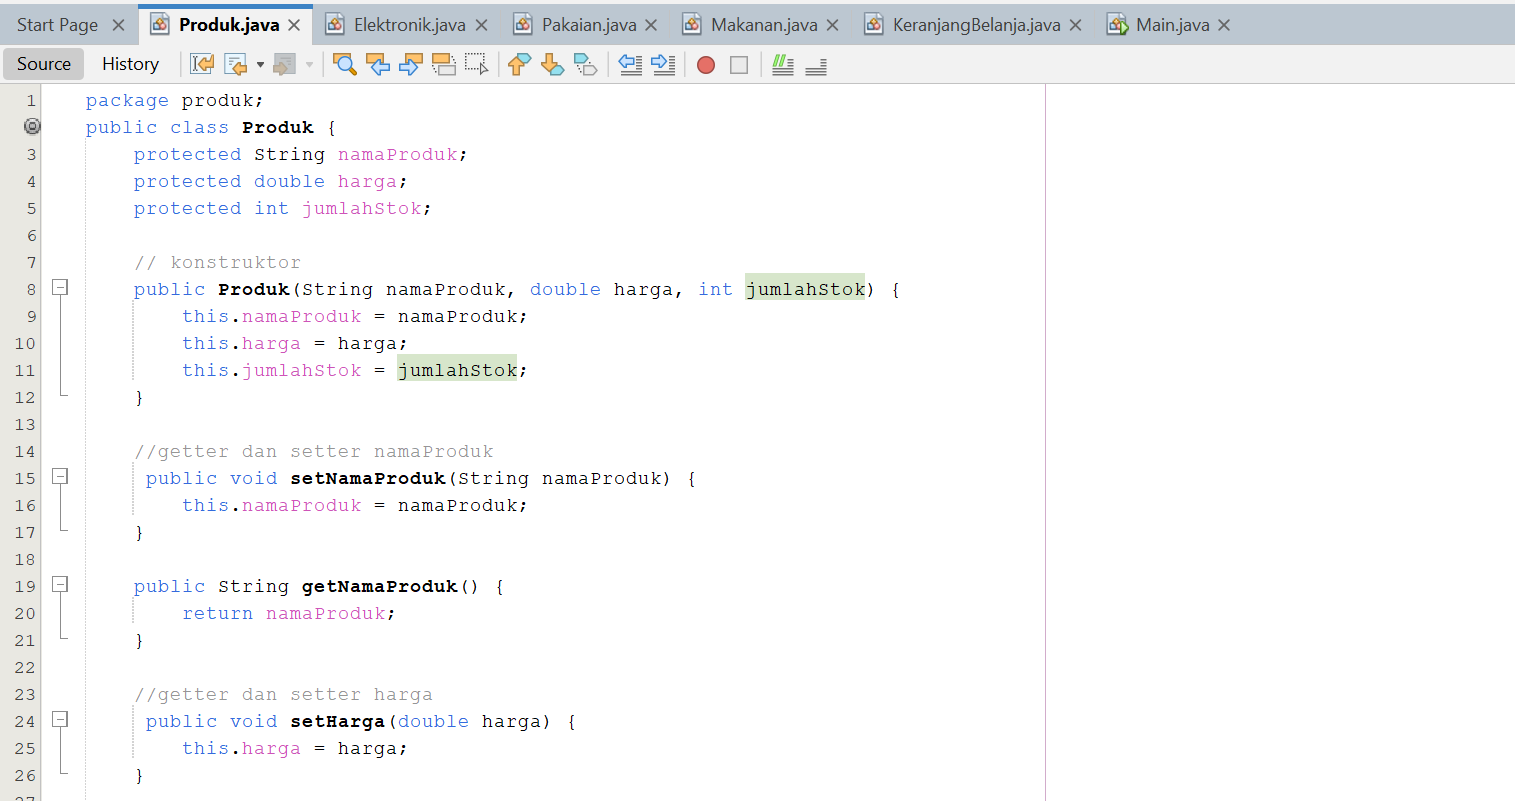 Start Page Produk.java Elektronik.java Pakaian.java Makanan.java KeranjangBelanja.java Main.java
Source History
1 package produk;
public class Produk {
3 protected String namaProduk;
4 protected double harga;
5 protected int jumlahStok;
6
7 // konstruktor
8 public Produk(String namaProduk, double harga, int jumlahStok) {
9 this.namaProduk = namaProduk;
10 this.harga = harga;
11 this.jumlahStok = jumlahStok;
12 }
13
14 //getter dan setter namaProduk
15 public void setNamaProduk(String namaProduk) {
16 this.namaProduk = namaProduk;
17 }
18
19 public String getNamaProduk() {
20 return namaProduk;
21 }
22
23 //getter dan setter harga
24 public void setHarga(double harga) {
25 this.harga = harga;
26 }
27